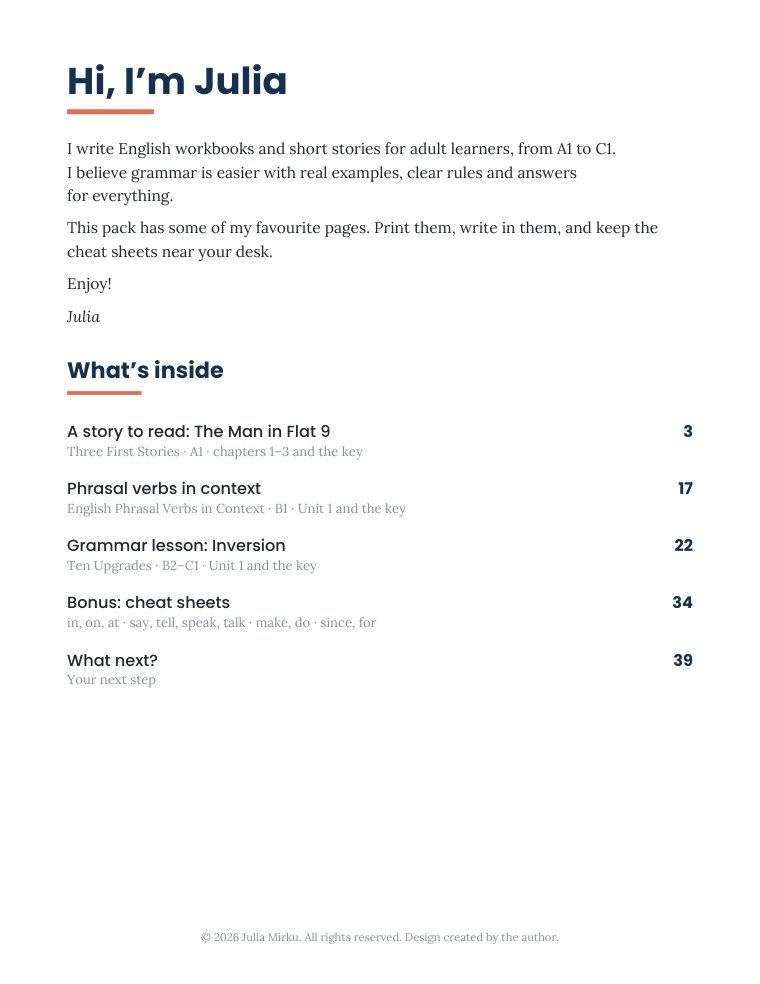 Hi, I’m Julia
I write English workbooks and short stories for adult learners, from A1 to C1.
I believe grammar is easier with real examples, clear rules and answers
for everything.
This pack has some of my favourite pages. Print them, write in them, and keep the
cheat sheets near your desk.
Enjoy!
Julia
What’s inside
A story to read: The Man in Flat 9 3
Three First Stories · A1 · chapters 1–3 and the key
Phrasal verbs in context 17
English Phrasal Verbs in Context · B1 · Unit 1 and the key
Grammar lesson: Inversion 22
Ten Upgrades · B2–C1 · Unit 1 and the key
Bonus: cheat sheets 34
in, on, at · say, tell, speak, talk · make, do · since, for
What next? 39
Your next step
© 2026 Julia Mirku. All rights reserved. Design created by the author.